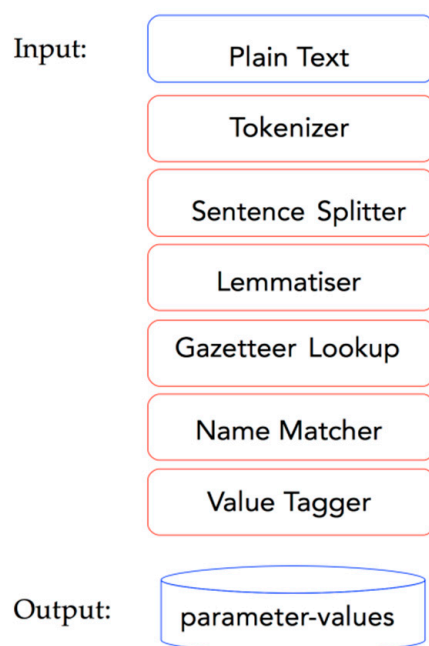 Input:
Plain Text
Tokenizer
Sentence Splitter
Lemmatiser
Gazetteer Lookup
Name Matcher
Value Tagger
Output:
parameter-values